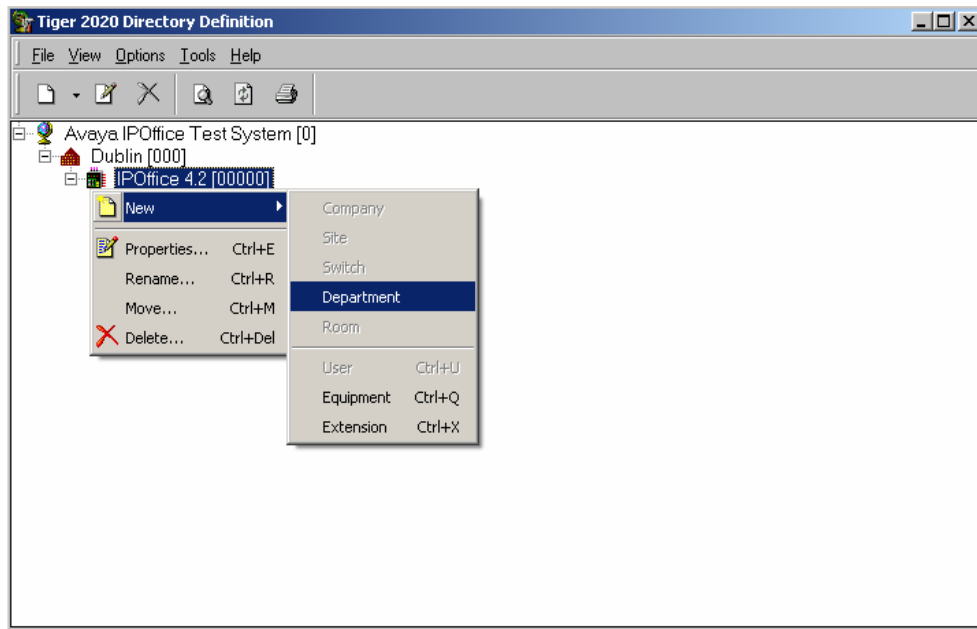 Tiger 2020 Directory Definition
File View Options Tools Help
Avaya IPOffice Test System [0]
Dublin [000]
IPOffice 4.2 [00000]
New
Properties... Ctrl+E
Rename... Ctrl+R
Move... Ctrl+M
Delete... Ctrl+Del
Company
Site
Switch
Department
Room
User Ctrl+U
Equipment Ctrl+Q
Extension Ctrl+X